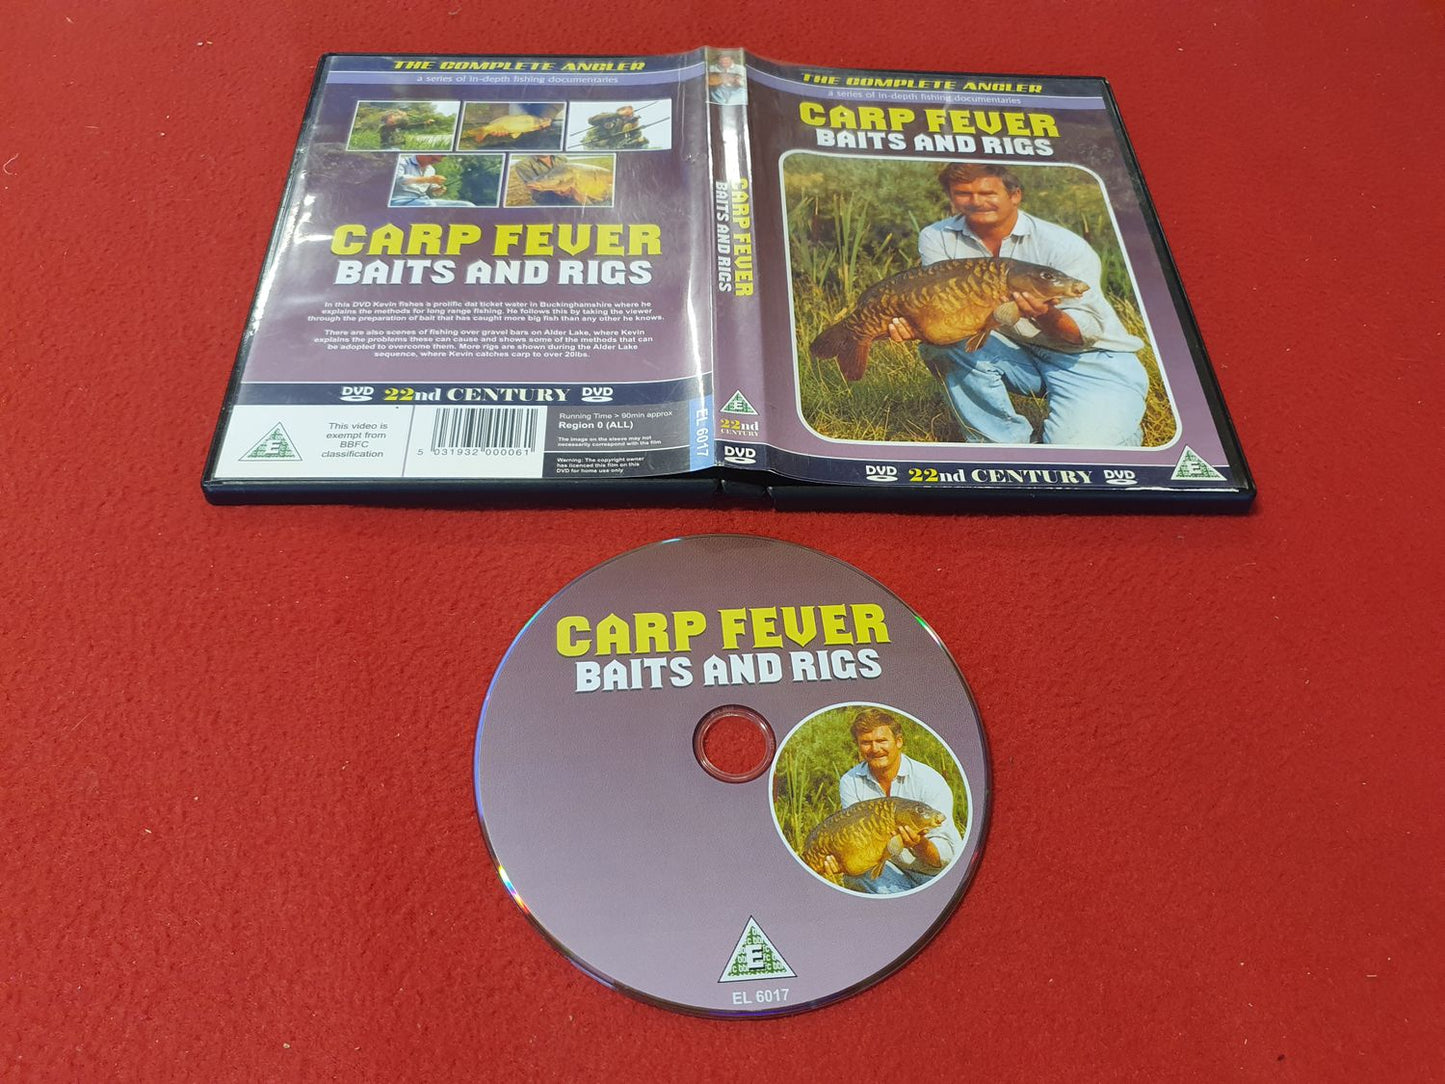 THE COMPLETE ANGLER
a series of in-depth fishing documentaries
CARP FEVER
BAITS AND RIGS
In this DVD Kevin fishes a prolific dat ticket water in Buckinghamshire where he
explains the methods for long range fishing. He follows this by taking the viewer
through the preparation of bait that has caught more big fish than any other he knows.
There are also scenes of fishing over gravel bars on Alder Lake, where Kevin
explains the problems these can cause and shows some of the methods that can
be adopted to overcome them. More rigs are shown during the Alder Lake
sequence, where Kevin catches carp to over 20lbs.
DVD 22nd CENTURY DVD
E
This video is
exempt from
BBFC
classification
5 031932 000061
Running Time > 90min approx
Region 0 (ALL)
The image on the sleeve may not
necessarily correspond with the film
Warning: The copyright owner
has licenced this film on this
DVD for home use only
EL 6017
CARP FEVER
BAITS AND RIGS
E
22nd
CENTURY
DVD
THE COMPLETE ANGLER
a series of in-depth fishing documentaries
CARP FEVER
BAITS AND RIGS
DVD 22nd CENTURY DVD
E
CARP FEVER
BAITS AND RIGS
E
EL 6017